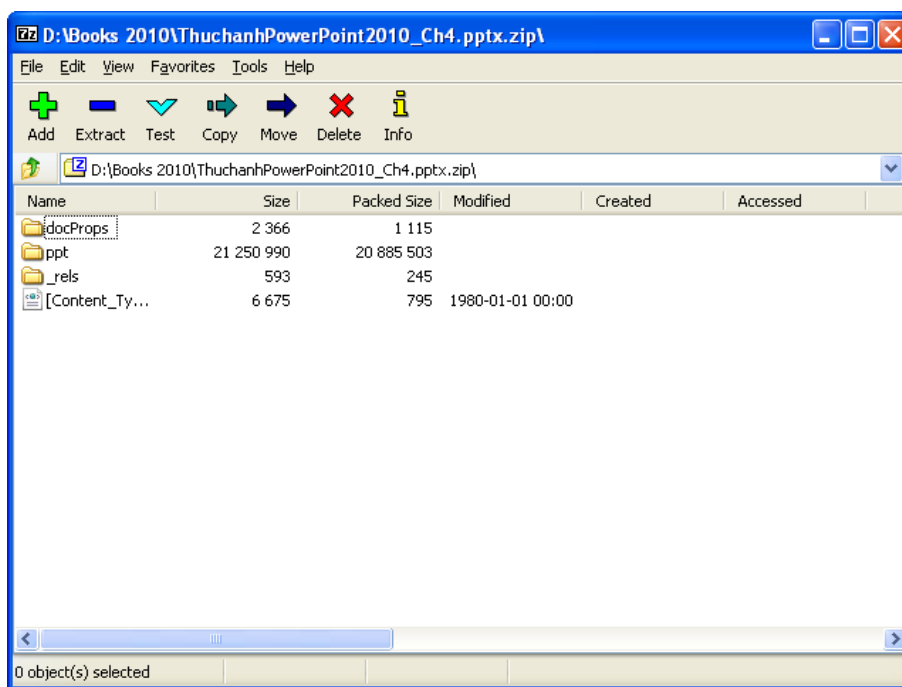 7z D:\Books 2010\ThuchanhPowerPoint2010_Ch4.pptx.zip\
File Edit View Favorites Tools Help
Add Extract Test Copy Move Delete Info
D:\Books 2010\ThuchanhPowerPoint2010_Ch4.pptx.zip\
Name Size Packed Size Modified Created Accessed
docProps 2 366 1 115
ppt 21 250 990 20 885 503
_rels 593 245
[Content_Ty... 6 675 795 1980-01-01 00:00
0 object(s) selected